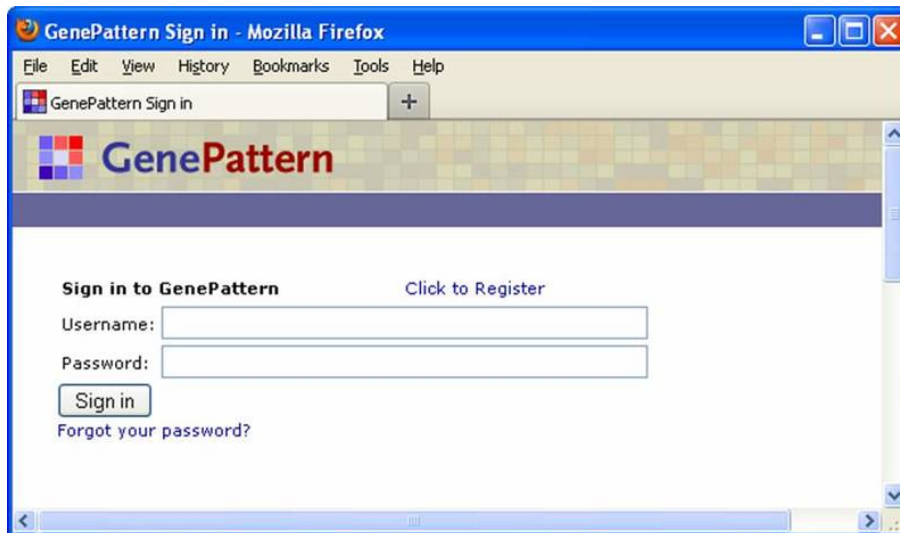 GenePattern Sign in - Mozilla Firefox
File Edit View History Bookmarks Tools Help
GenePattern Sign in
GenePattern
Sign in to GenePattern Click to Register
Username:
Password:
Sign in
Forgot your password?